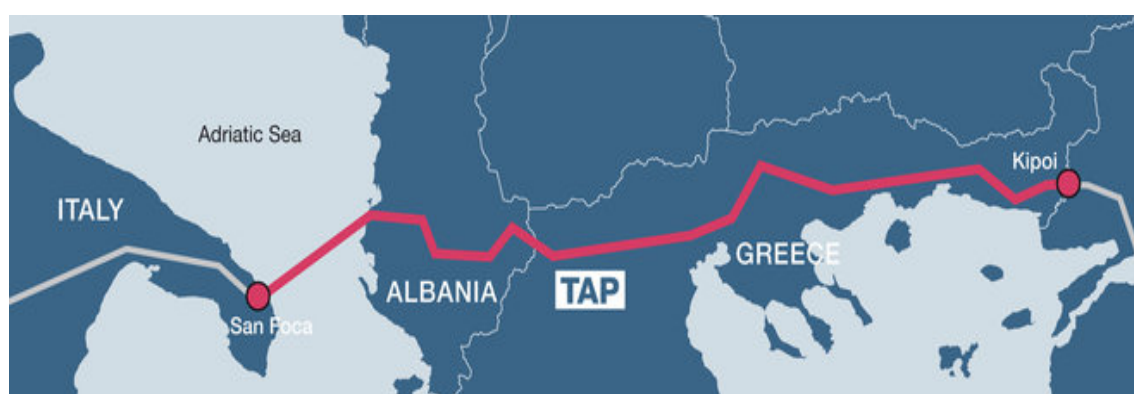 Adriatic Sea
Kipoi
ITALY
GREECE
ALBANIA
TAP
San Foca